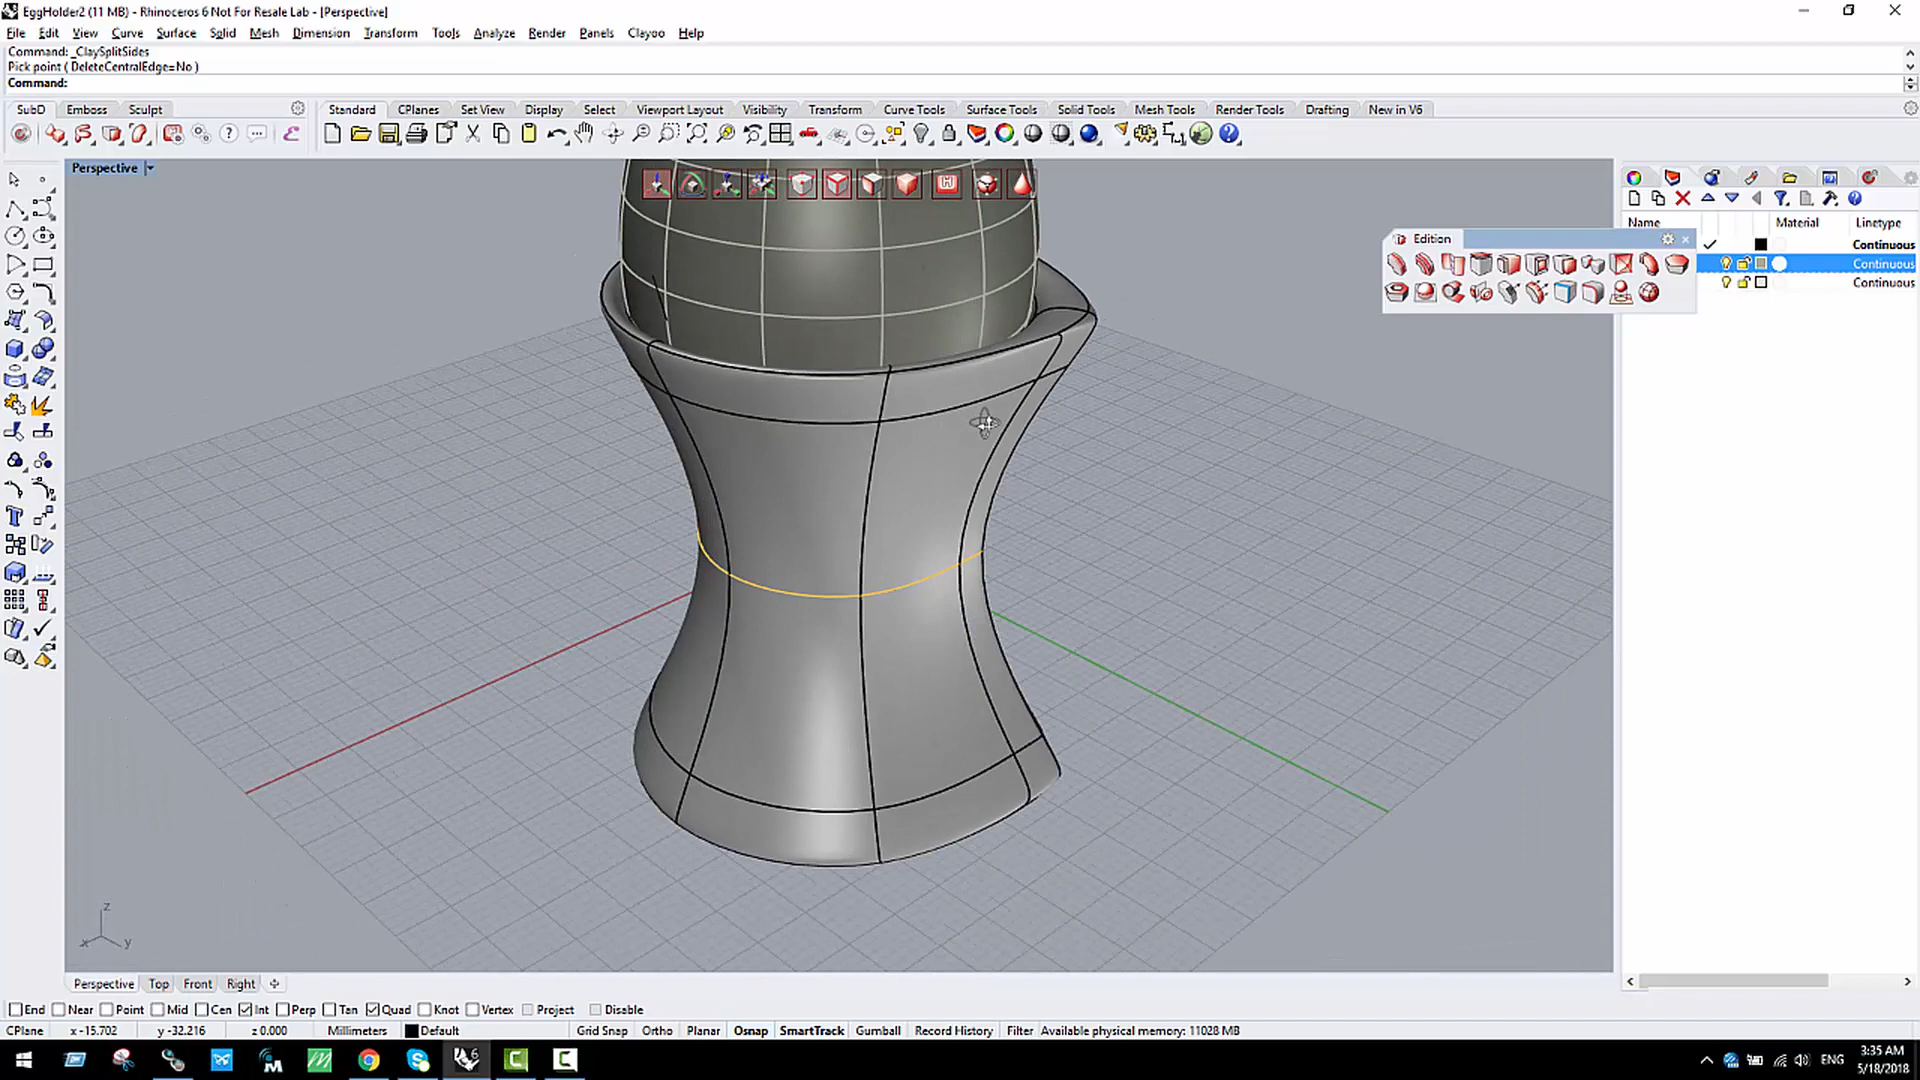 EggHolder2 (11 MB) - Rhinoceros 6 Not For Resale Lab - [Perspective]
File Edit View Curve Surface Solid Mesh Dimension Transform Tools Analyze Render Panels Clayoo Help
Command: _ClaySplitSides
Pick point ( DeleteCentralEdge=No )
Command:
SubD Emboss Sculpt Standard CPlanes Set View Display Select Viewport Layout Visibility Transform Curve Tools Surface Tools Solid Tools Mesh Tools Render Tools Drafting New in V6
Perspective
Name Material Linetype
Edition
Continuous
Continuous
Continuous
z
x y
Perspective Top Front Right
End Near Point Mid Cen Int Perp Tan Quad Knot Vertex Project Disable
CPlane x -15.702 y -32.216 z 0.000 Millimeters Default Grid Snap Ortho Planar Osnap SmartTrack Gumball Record History Filter Available physical memory: 11028 MB
ENG 3:35 AM
5/18/2018